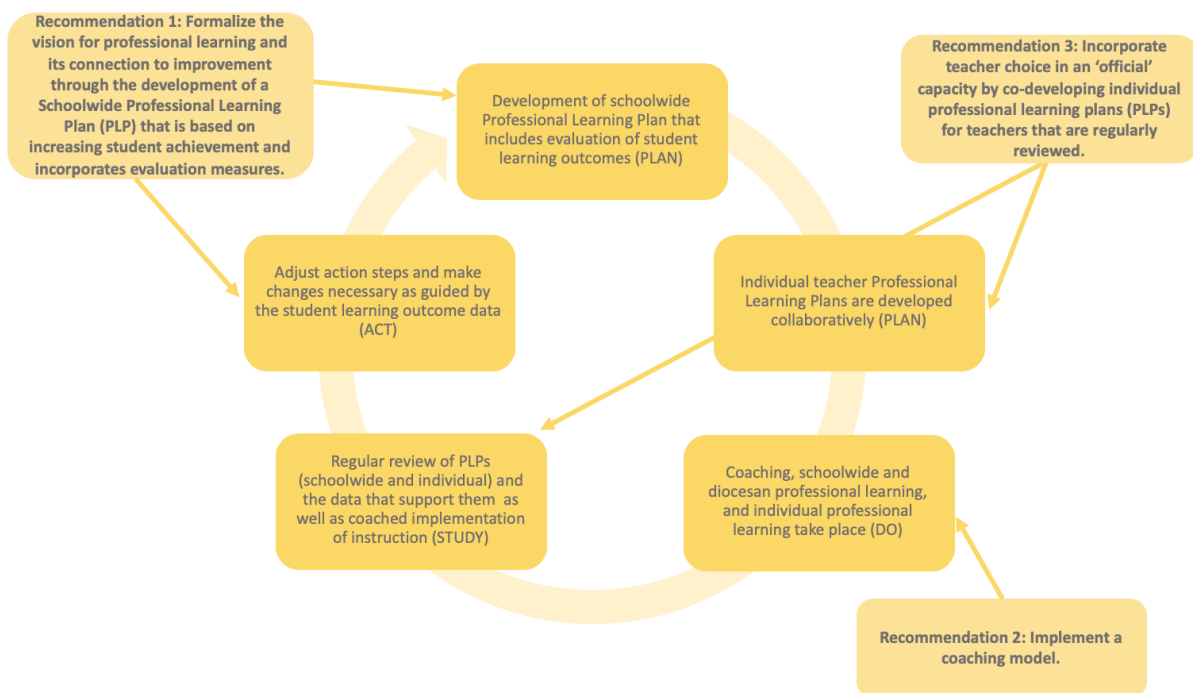 Recommendation 1: Formalize the
vision for professional learning and
its connection to improvement
through the development of a
Schoolwide Professional Learning
Plan (PLP) that is based on
increasing student achievement and
incorporates evaluation measures.
Development of schoolwide
Professional Learning Plan that
includes evaluation of student
learning outcomes (PLAN)
Recommendation 3: Incorporate
teacher choice in an ‘official’
capacity by co-developing individual
professional learning plans (PLPs)
for teachers that are regularly
reviewed.
Adjust action steps and make
changes necessary as guided by
the student learning outcome data
(ACT)
Individual teacher Professional
Learning Plans are developed
collaboratively (PLAN)
Regular review of PLPs
(schoolwide and individual) and
the data that support them as
well as coached implementation
of instruction (STUDY)
Coaching, schoolwide and
diocesan professional learning,
and individual professional
learning take place (DO)
Recommendation 2: Implement a
coaching model.